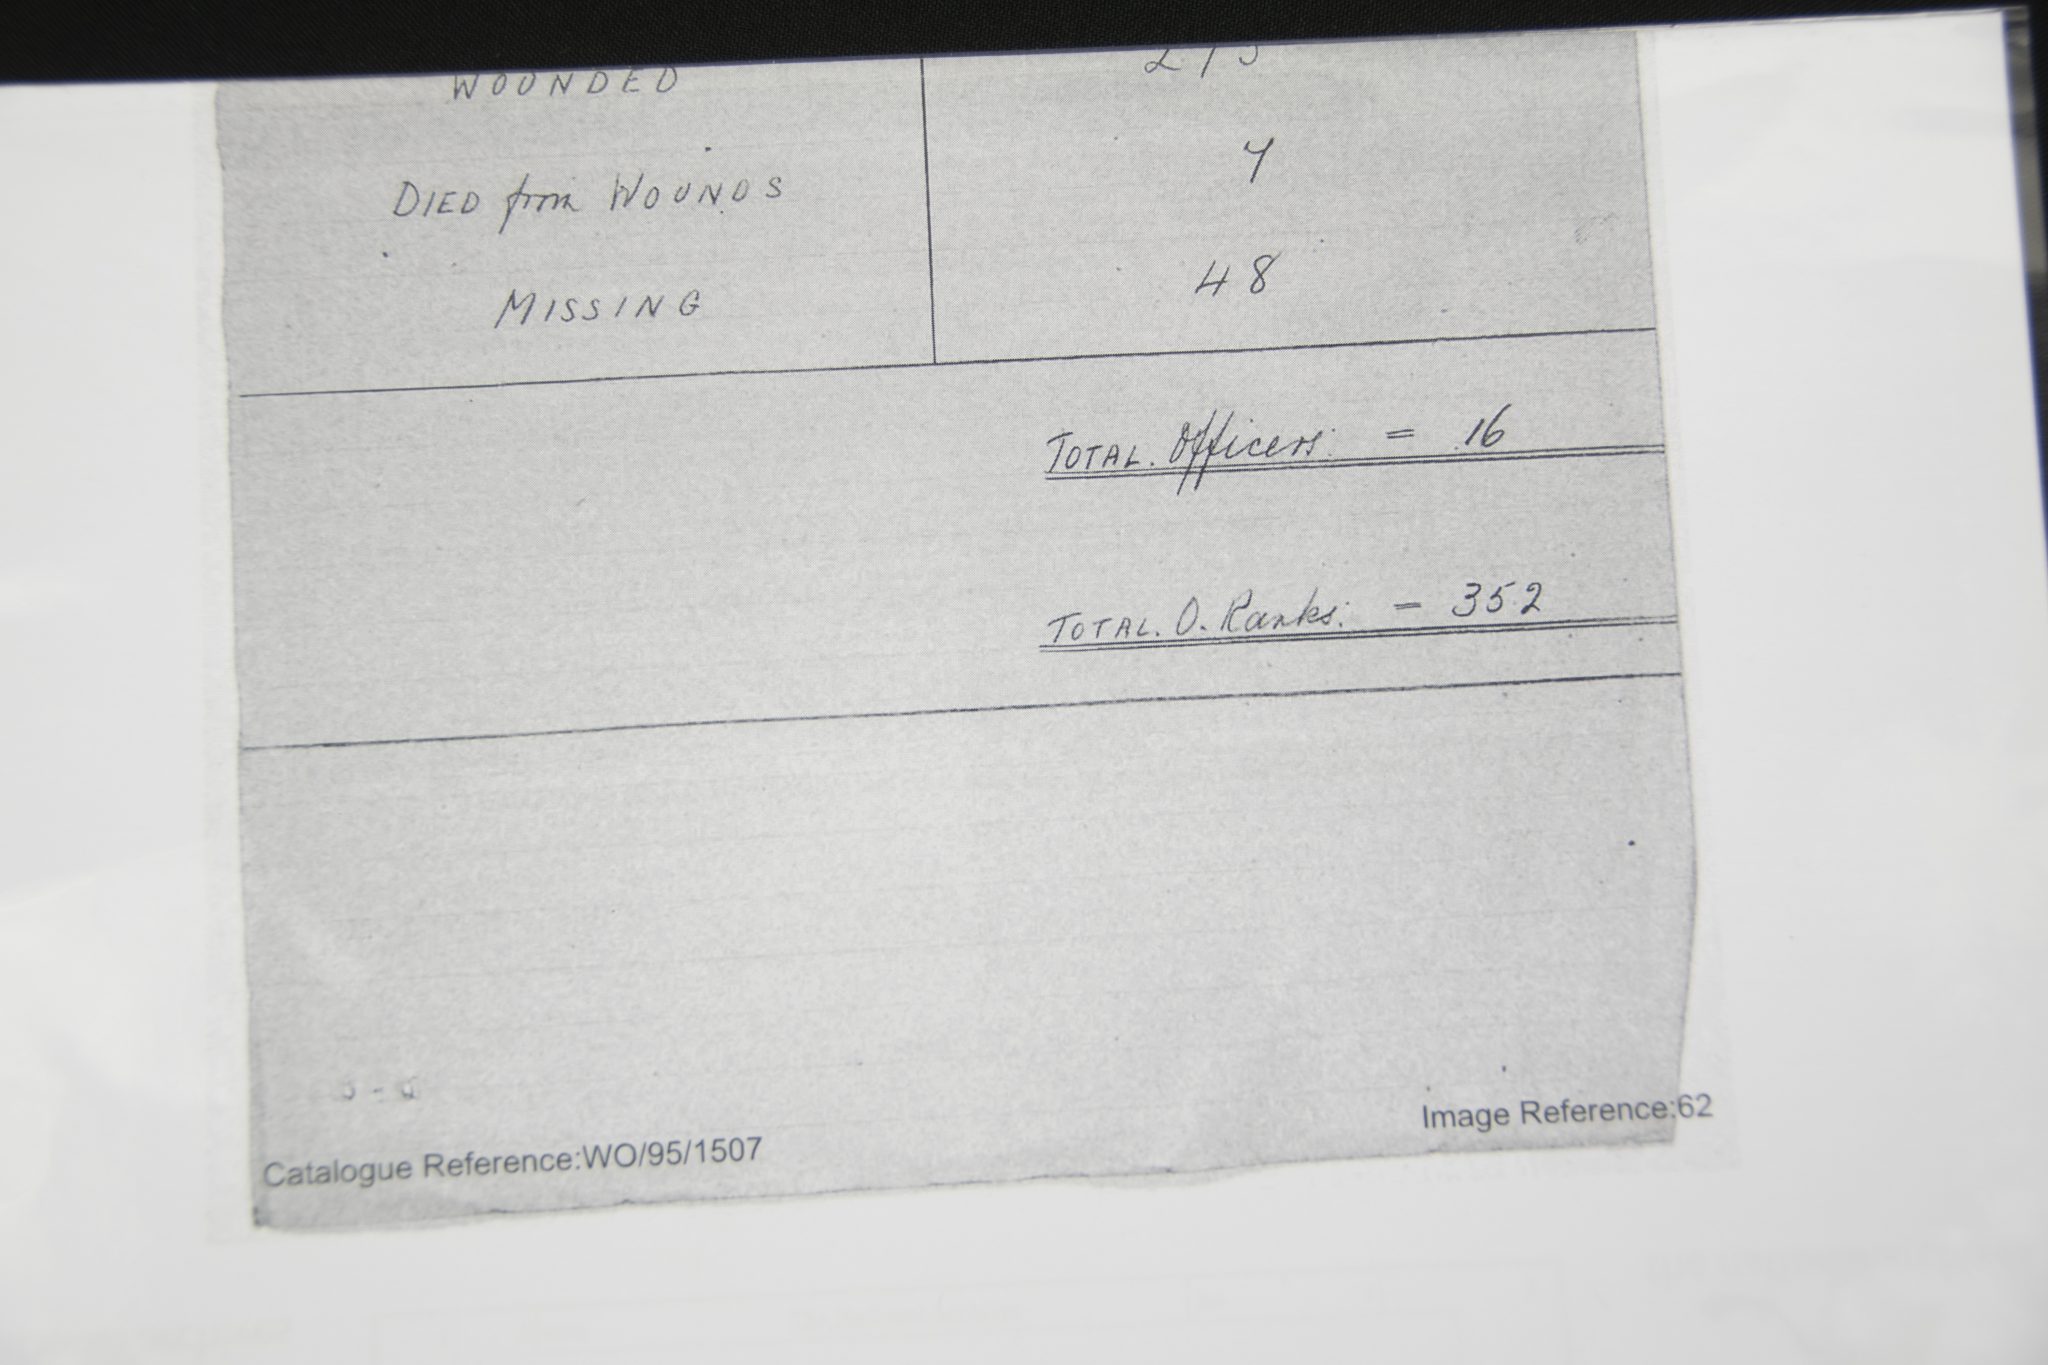 WOUNDED
DIED from WOUNDS 7
MISSING 48
TOTAL. Officers. = 16
TOTAL. O. Ranks. = 352
Image Reference:62
Catalogue Reference:WO/95/1507